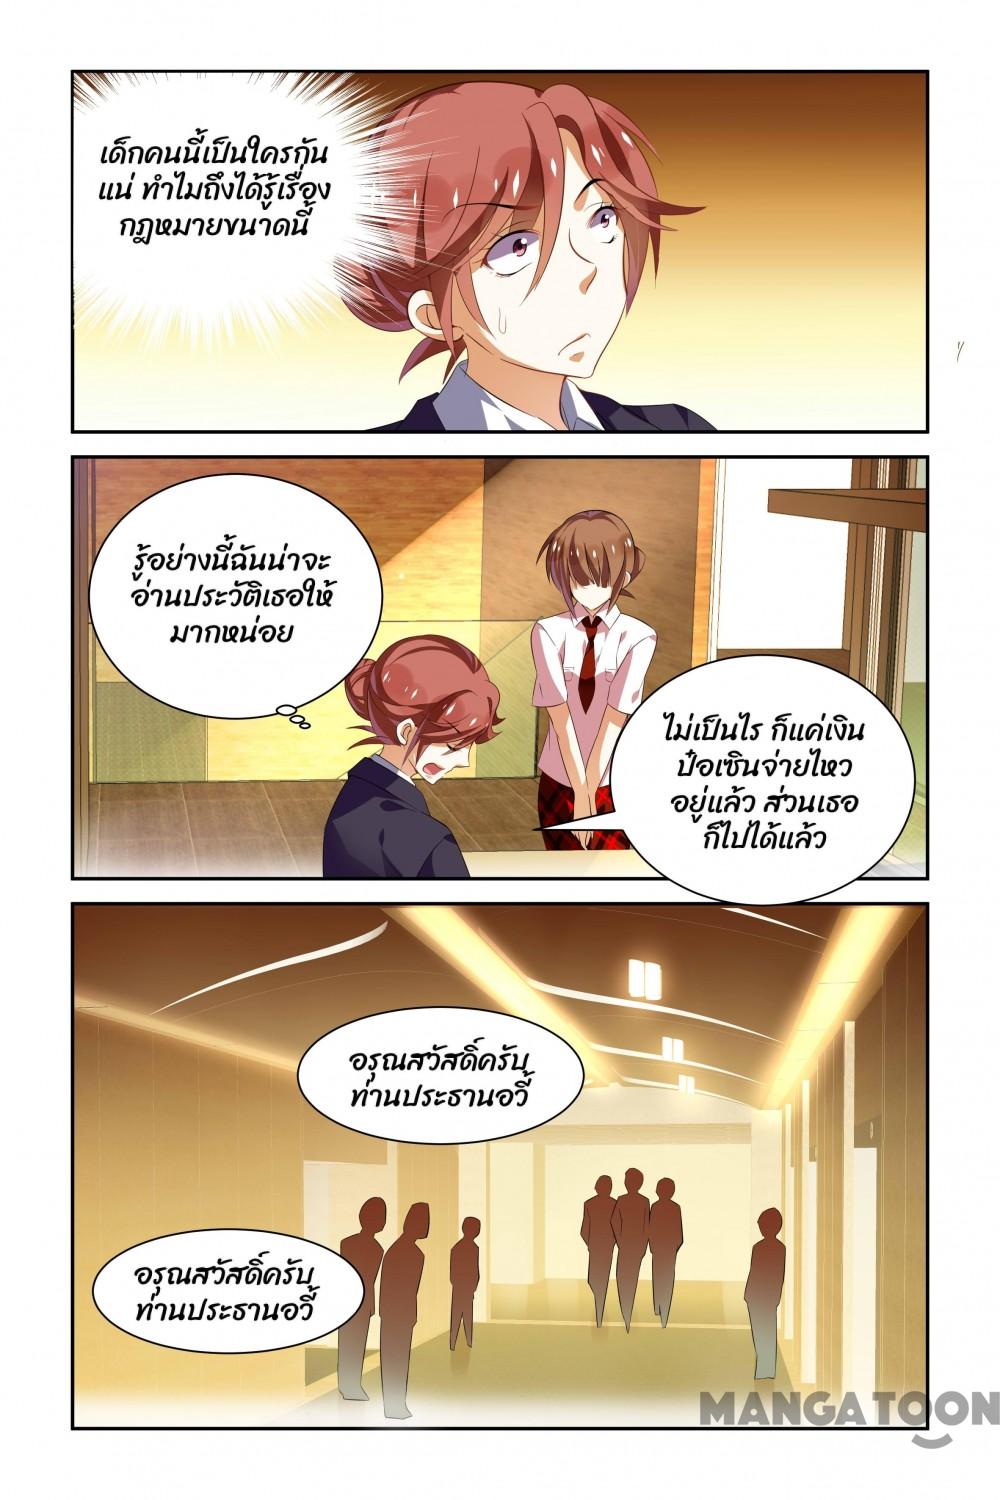 เด็กคนนี้เป็นใครกัน
แน่ ทำไมถึงได้รู้เรื่อง
กฎหมายขนาดนี้
รู้อย่างนี้ฉันน่าจะ
อ่านประวัติเธอให้
มากหน่อย
ไม่เป็นไร ก็แค่เงิน
ป๋อเซินจ่ายไหว
อยู่แล้ว ส่วนเธอ
ก็ไปได้แล้ว
อรุณสวัสดิ์ครับ
ท่านประธานอวี้
อรุณสวัสดิ์ครับ
ท่านประธานอวี้
MANGATOON